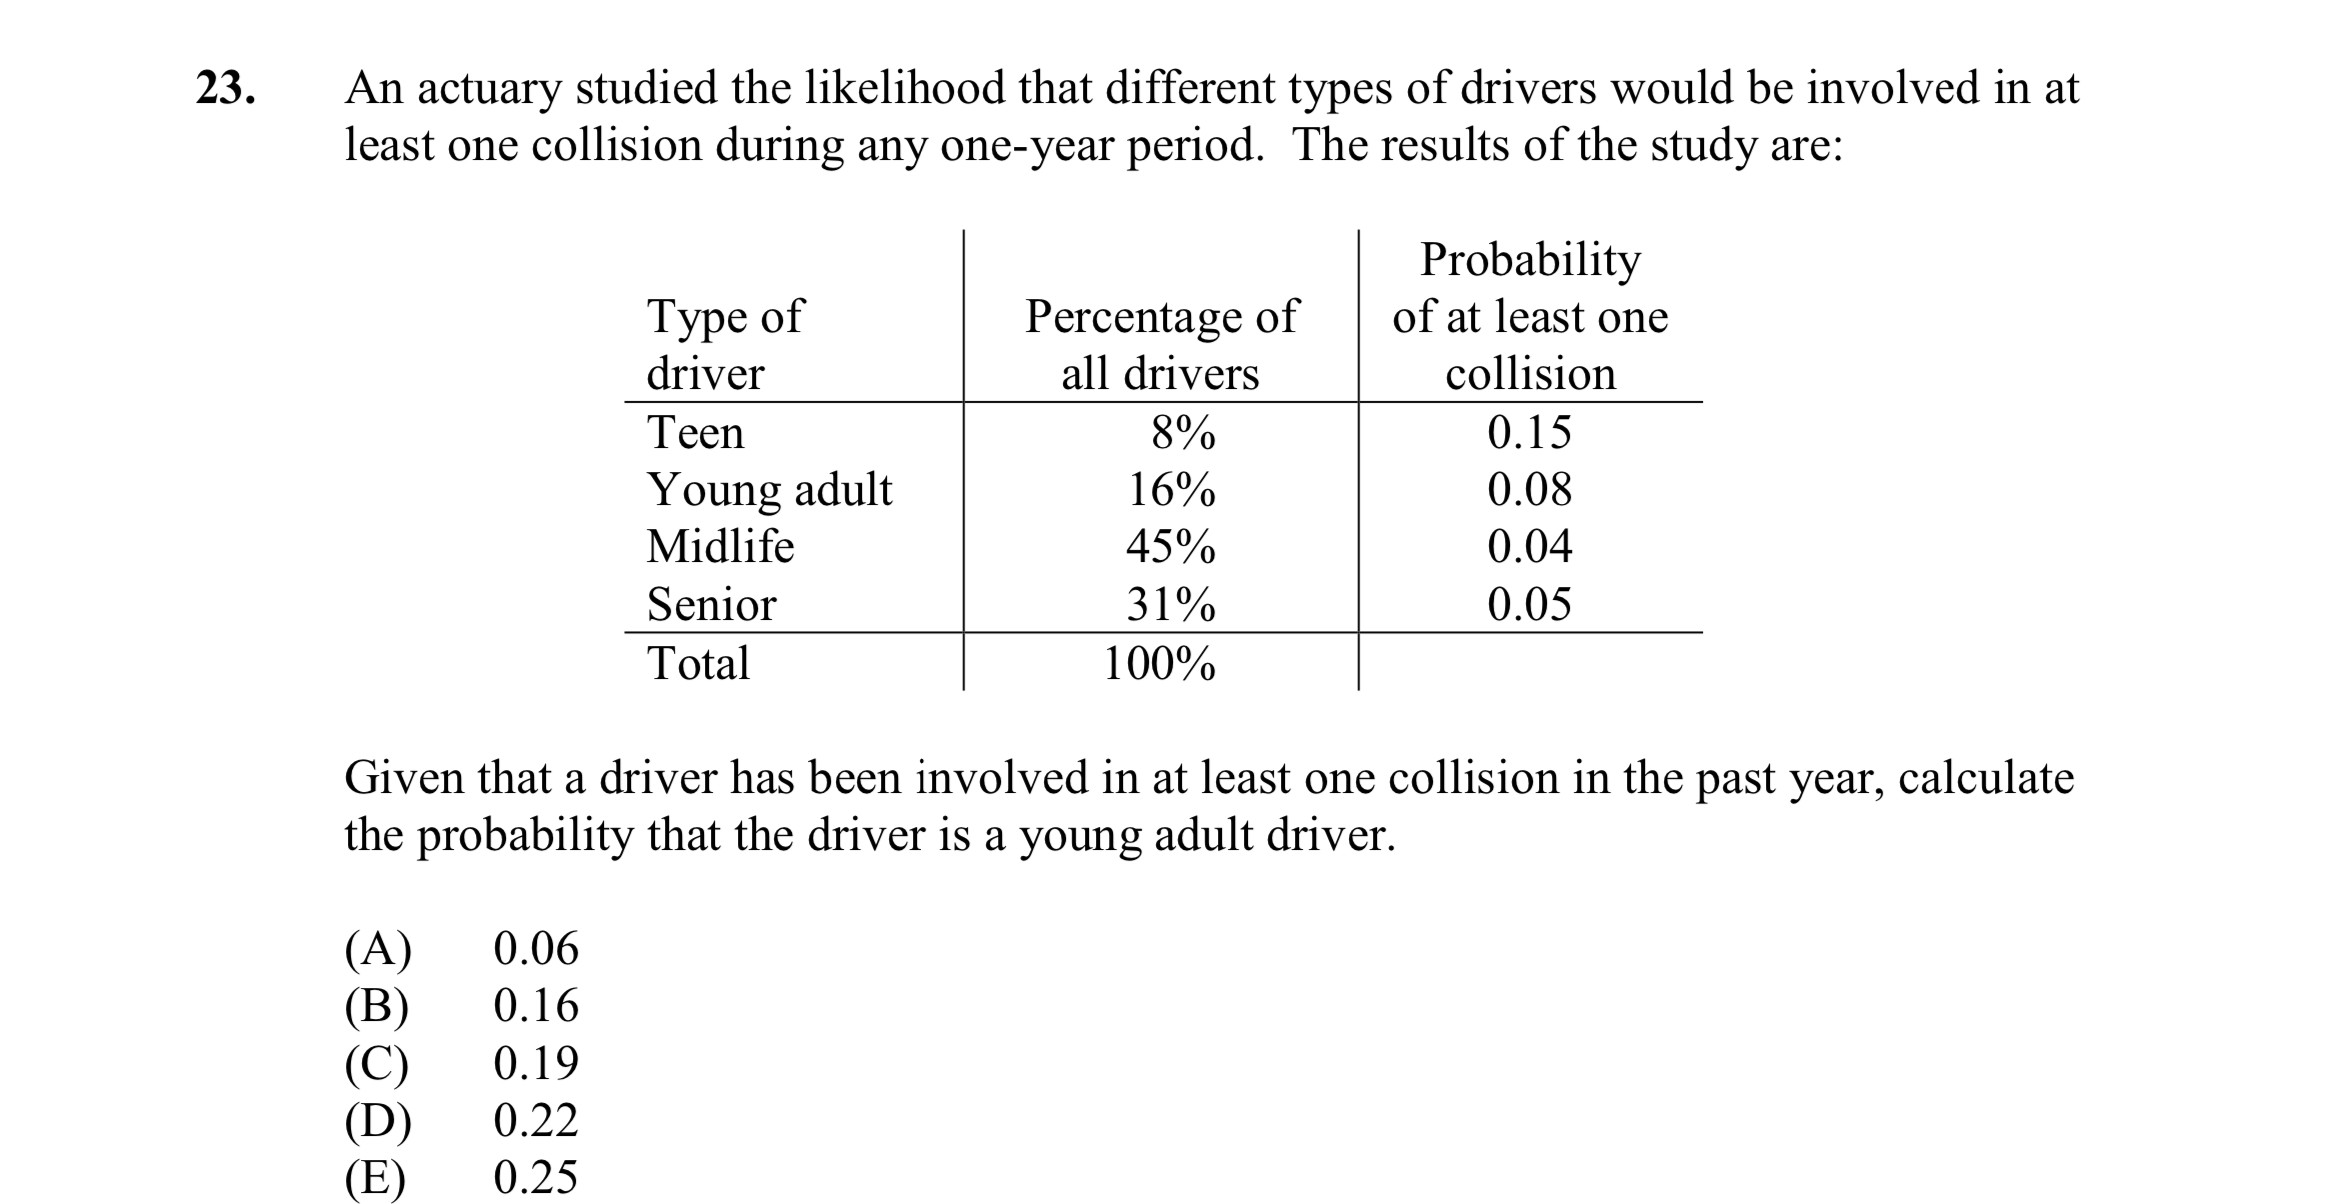 23. An actuary studied the likelihood that different types of drivers would be involved in at
least one collision during any one-year period. The results of the study are:
Type of driver Percentage of all drivers Probability of at least one collision
Teen 8% 0.15
Young adult 16% 0.08
Midlife 45% 0.04
Senior 31% 0.05
Total 100%
Given that a driver has been involved in at least one collision in the past year, calculate
the probability that the driver is a young adult driver.
(A) 0.06
(B) 0.16
(C) 0.19
(D) 0.22
(E) 0.25